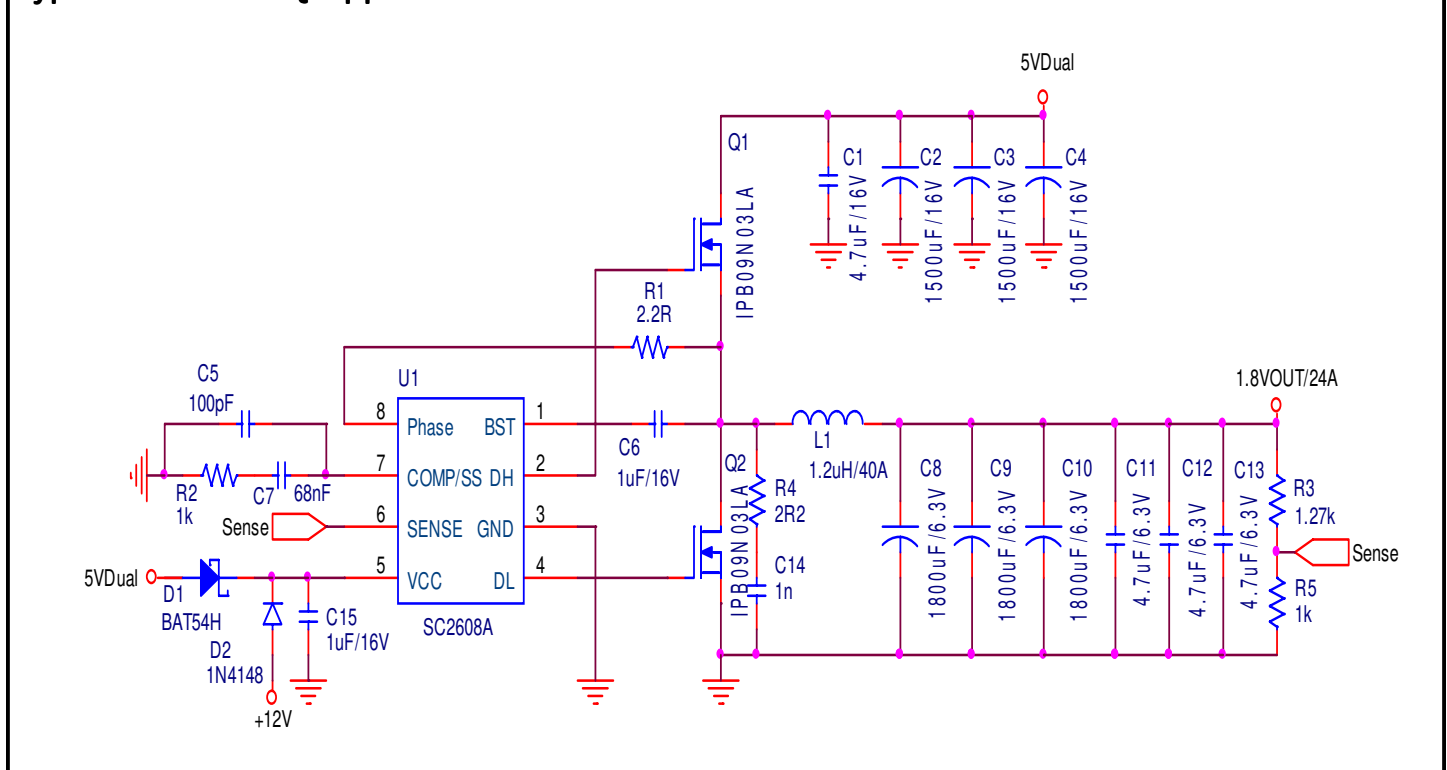 5VDual
Q1
IPB09N03LA
C1
4.7uF/16V
C2
1500uF/16V
C3
1500uF/16V
C4
1500uF/16V
R1
2.2R
C5
100pF
U1
1.8VOUT/24A
8
Phase
BST
1
C6
1uF/16V
L1
1.2uH/40A
7
COMP/SS
DH
2
R2
1k
C7
68nF
Q2
IPB09N03LA
R4
2R2
C8
1800uF/6.3V
C9
1800uF/6.3V
C10
1800uF/6.3V
C11
4.7uF/6.3V
C12
4.7uF/6.3V
C13
4.7uF/6.3V
R3
1.27k
Sense
6
SENSE
GND
3
Sense
5VDual
5
VCC
DL
4
C14
1n
D1
BAT54H
R5
1k
C15
1uF/16V
SC2608A
D2
1N4148
+12V